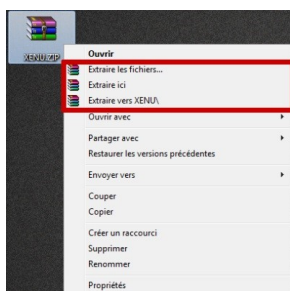 XENU.ZIP
Ouvrir
Extraire les fichiers...
Extraire ici
Extraire vers XENU\
Ouvrir avec
Partager avec
Restaurer les versions précédentes
Envoyer vers
Couper
Copier
Créer un raccourci
Supprimer
Renommer
Propriétés